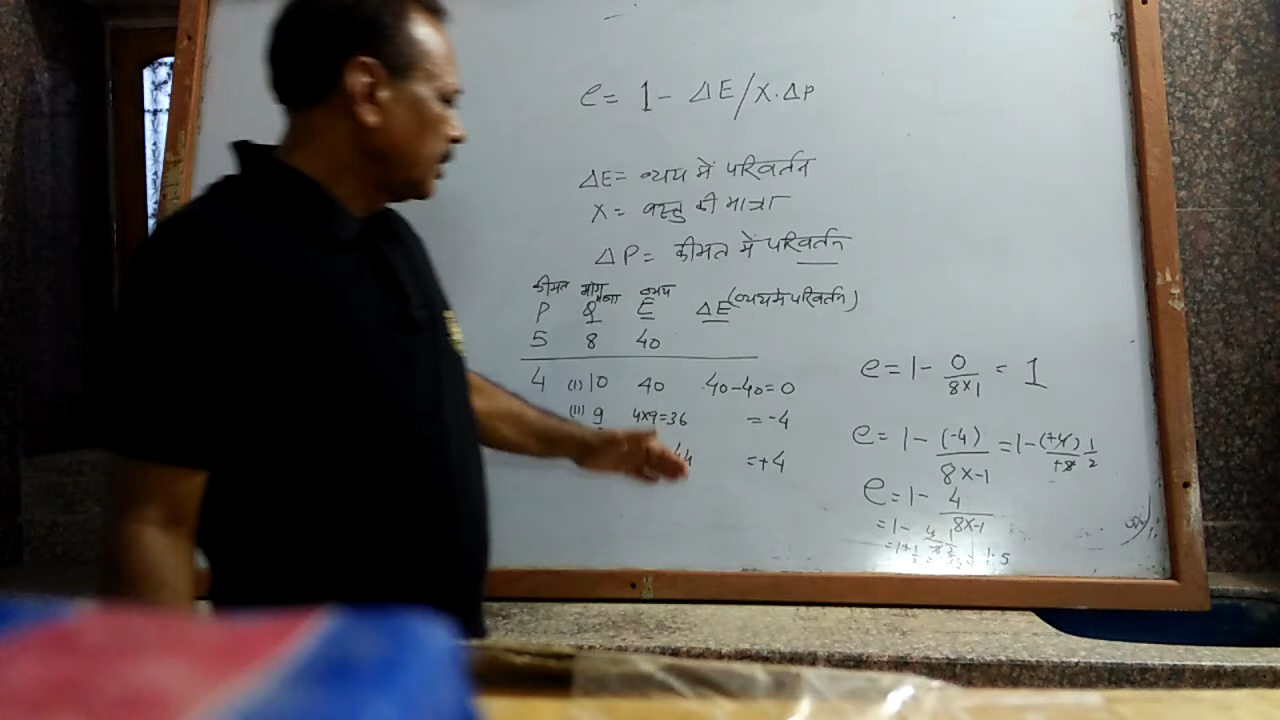 e = 1 - ΔE/X.ΔP
ΔE = व्यय में परिवर्तन
X = वस्तु की मात्रा
ΔP = कीमत में परिवर्तन
कीमत मांग व्यय
P Q E ΔE (व्यय में परिवर्तन)
5 8 40
4 (i) 10 40 40-40=0
(ii) 9 4x9=36 =-4
44 =+4
e = 1 - 0/8x1 = 1
e = 1 - (-4)/8x-1 = 1-(+4)/+8 1/2
e = 1 - 4/8x-1